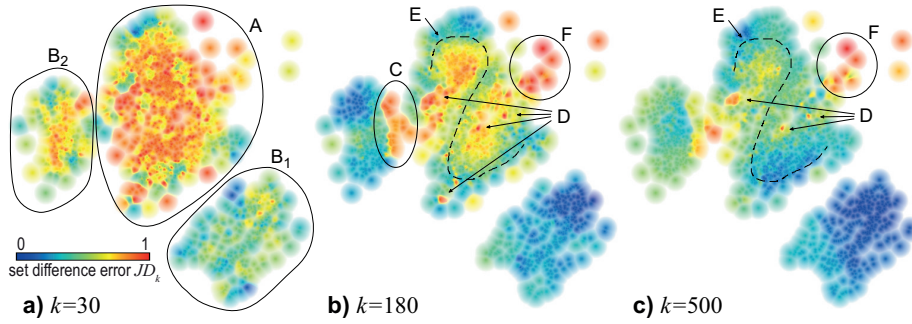 A
B2
B1
0 1
set difference error JDk
a) k=30
E
F
C
D
b) k=180
E
F
D
c) k=500